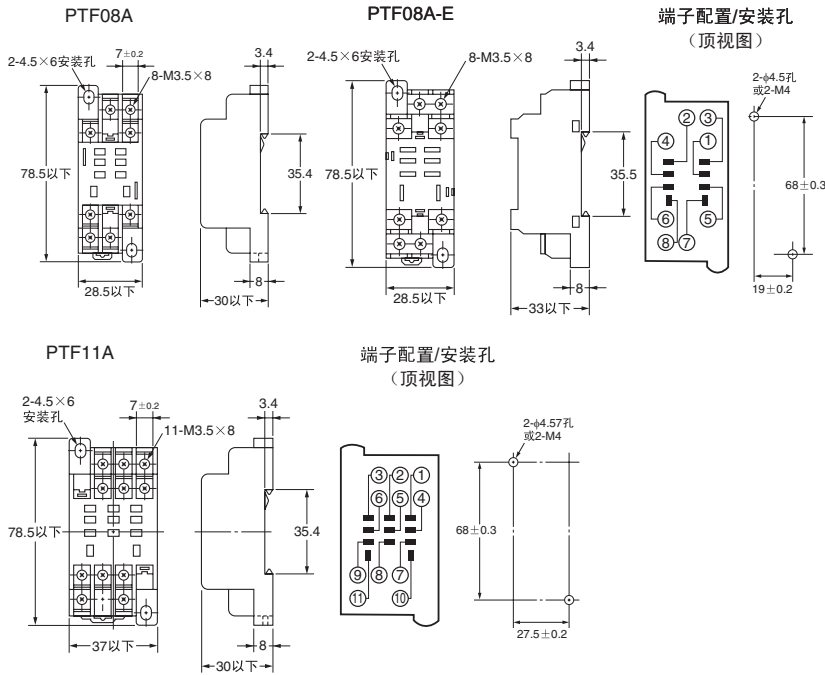 PTF08A
PTF08A-E
端子配置/安装孔
（顶视图）
2-4.5×6安装孔
7±0.2
8-M3.5×8
3.4
78.5以下
35.4
28.5以下
8
30以下
2-4.5×6安装孔
8-M3.5×8
3.4
78.5以下
35.5
28.5以下
8
33以下
2-ϕ4.5孔
或2-M4
② ③
④ ①
⑥ ⑤
⑧ ⑦
68±0.3
19±0.2
PTF11A
端子配置/安装孔
（顶视图）
2-4.5×6
安装孔
7±0.2
11-M3.5×8
3.4
78.5以下
35.4
37以下
8
30以下
③ ② ①
⑥ ⑤ ④
⑨ ⑧ ⑦
⑪ ⑩
2-ϕ4.57孔
或2-M4
68±0.3
27.5±0.2